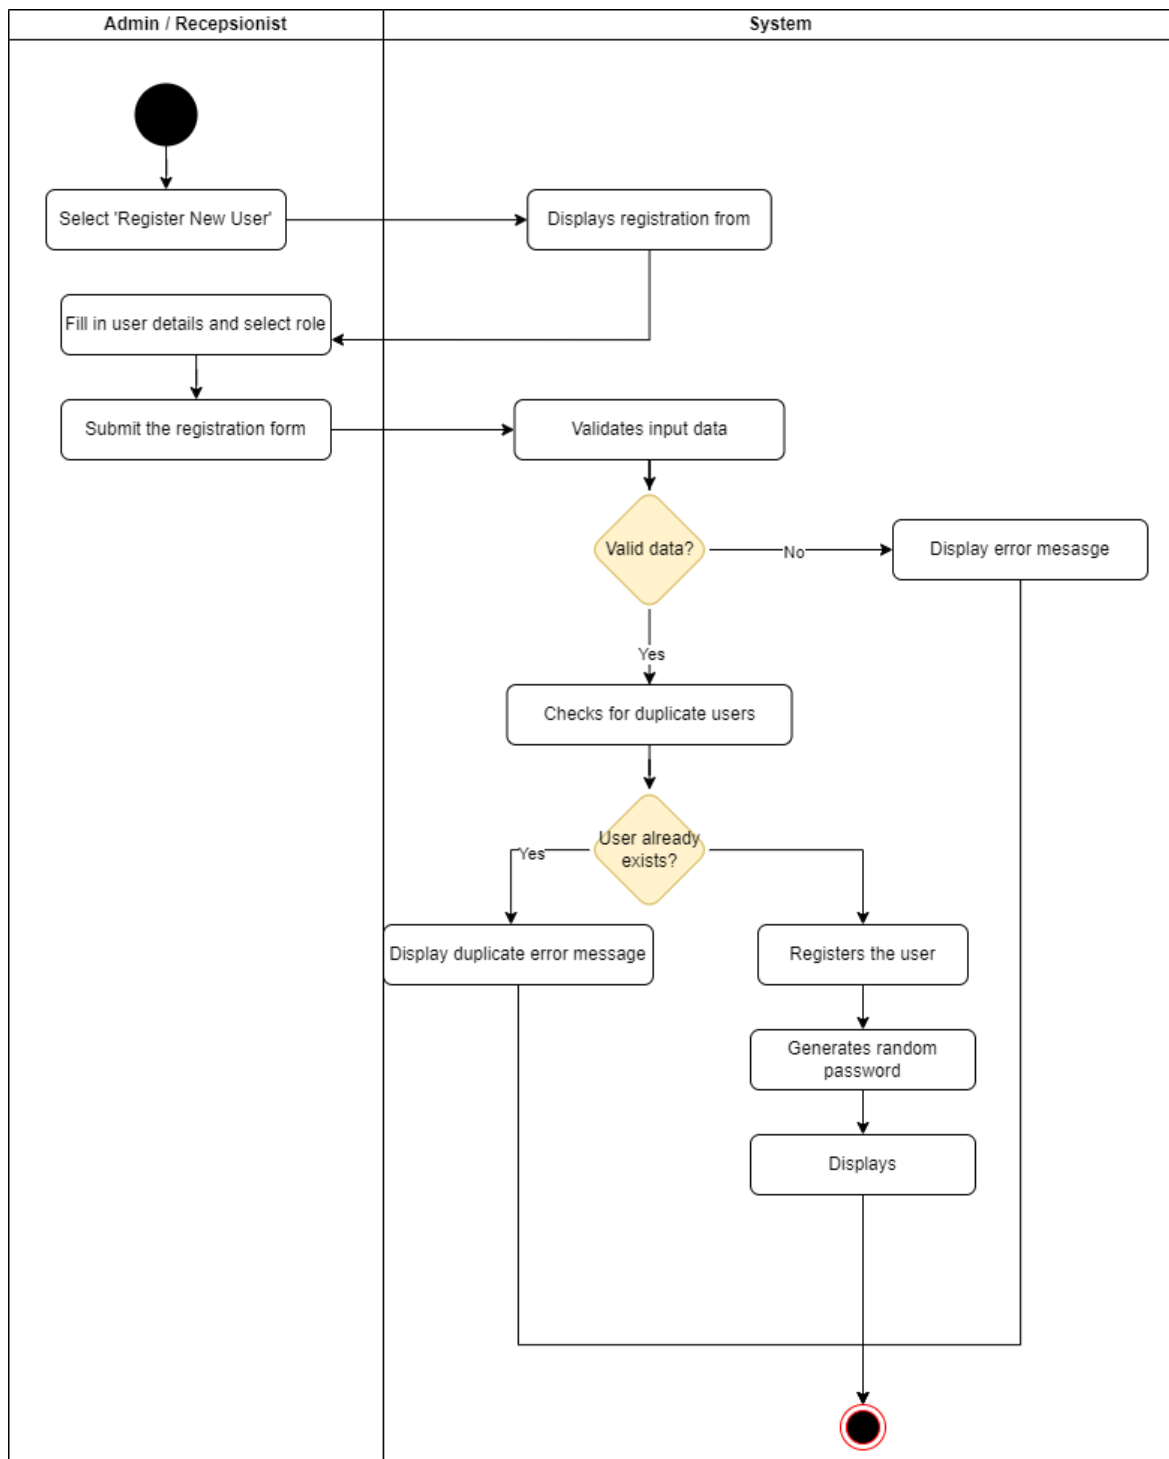 Admin / Recepsionist
System
Select 'Register New User'
Displays registration from
Fill in user details and select role
Submit the registration form
Validates input data
Valid data?
No
Display error mesasge
Yes
Checks for duplicate users
User already
exists?
Yes
Display duplicate error message
Registers the user
Generates random
password
Displays